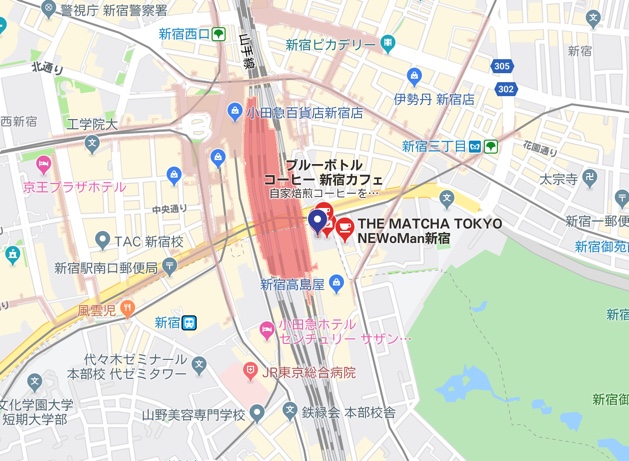 警視庁 新宿警察署
新宿西口
山手線
新宿ピカデリー
新宿
北通り
305
302
伊勢丹 新宿店
小田急百貨店新宿店
工学院大
西新宿
新宿三丁目
花園通り
ブルーボトル
コーヒー 新宿カフェ
自家焙煎コーヒーを…
京王プラザホテル
太宗寺
中央通り
THE MATCHA TOKYO
NEWoMan新宿
新宿一郵便
TAC 新宿校
新宿御苑
新宿駅南口郵便局
新宿高島屋
風雲児
新宿
小田急ホテル
センチュリー サザン…
代々木ゼミナール
本部校 代ゼミタワー
JR東京総合病院
文化学園大学
短期大学部
山野美容専門学校
鉄緑会 本部校舎
新宿御